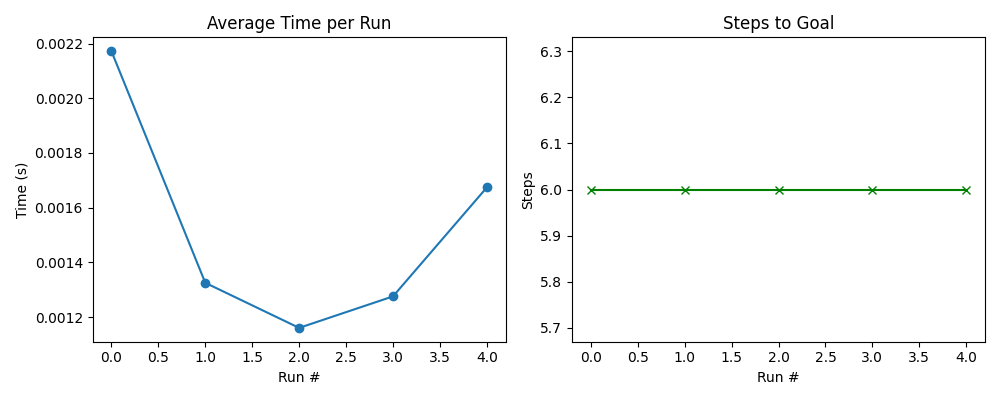 Average Time per Run
0.0022
0.0020
0.0018
0.0016
0.0014
0.0012
Time (s)
0.0 0.5 1.0 1.5 2.0 2.5 3.0 3.5 4.0
Run #
Steps to Goal
6.3
6.2
6.1
6.0
5.9
5.8
5.7
Steps
0.0 0.5 1.0 1.5 2.0 2.5 3.0 3.5 4.0
Run #